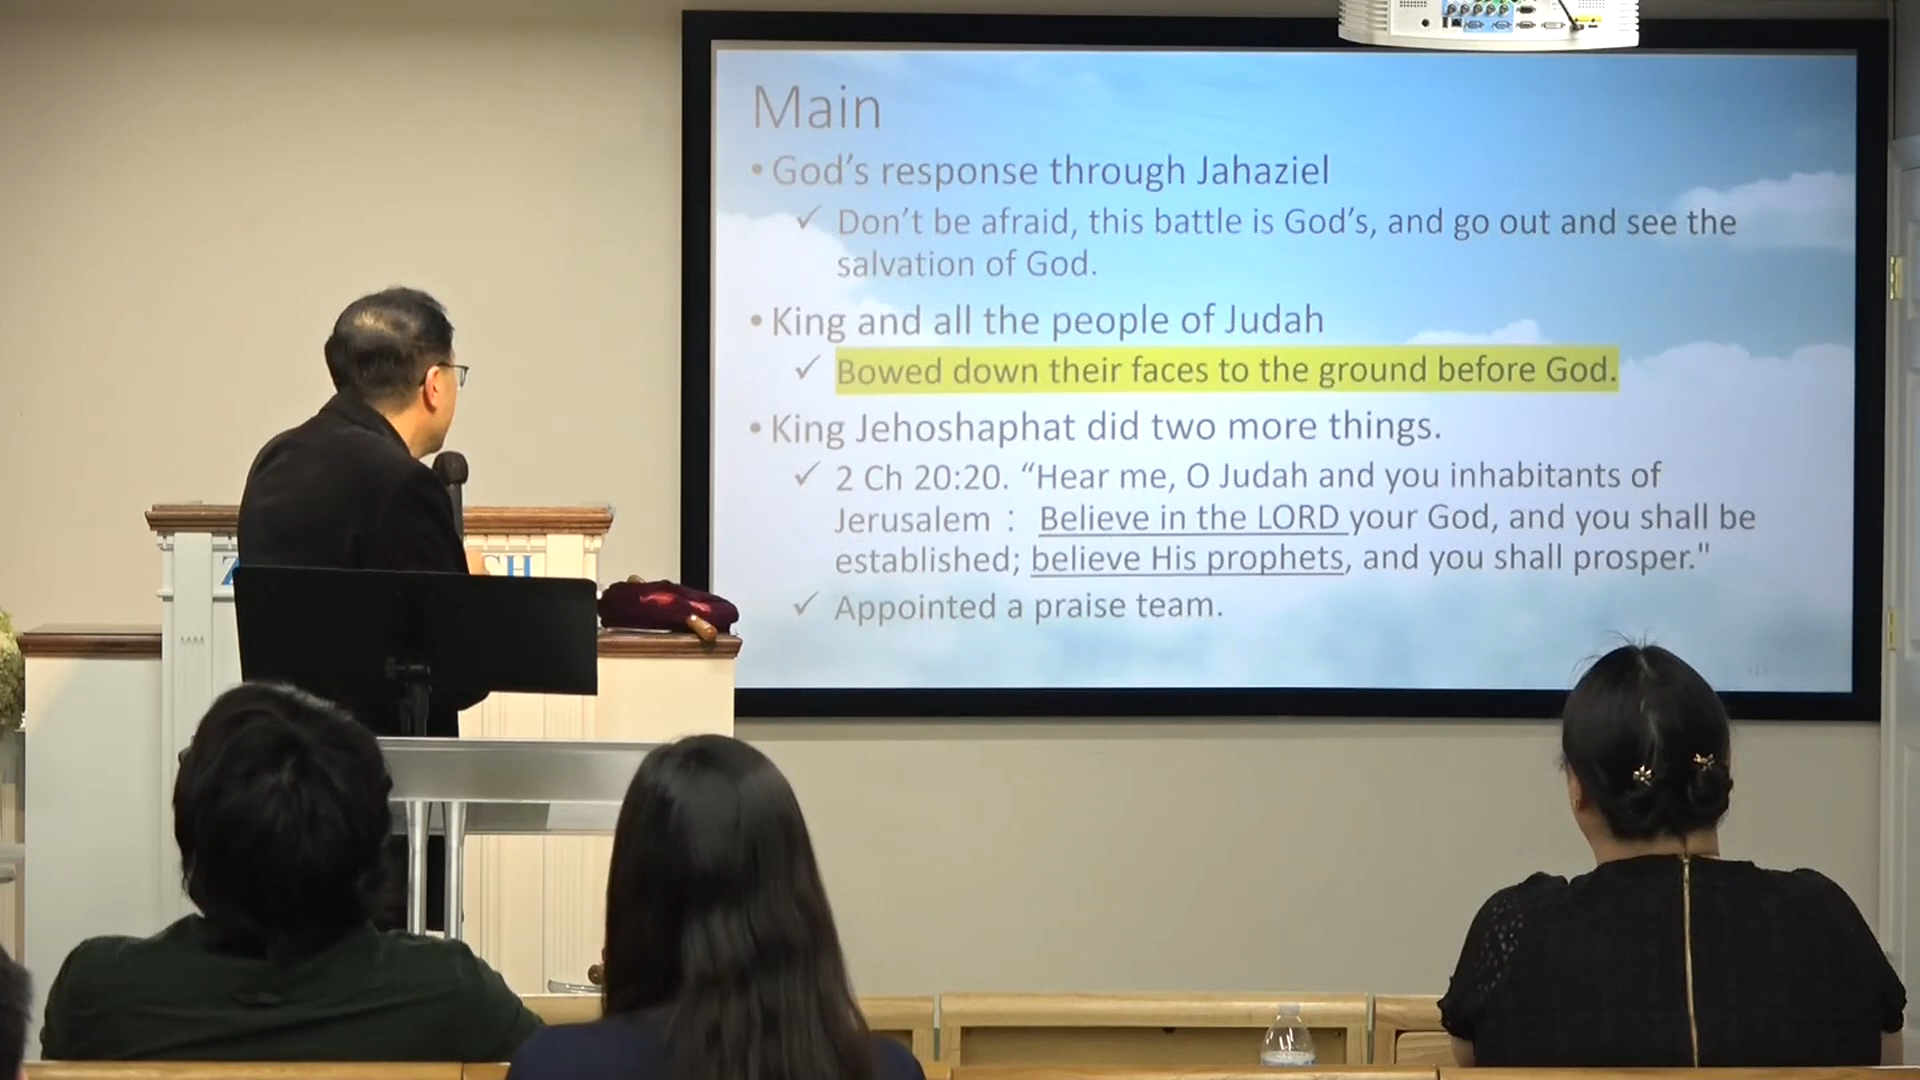 Main
• God's response through Jahaziel
✓ Don't be afraid, this battle is God's, and go out and see the
salvation of God.
• King and all the people of Judah
✓ Bowed down their faces to the ground before God.
• King Jehoshaphat did two more things.
✓ 2 Ch 20:20. “Hear me, O Judah and you inhabitants of
Jerusalem : Believe in the LORD your God, and you shall be
established; believe His prophets, and you shall prosper."
✓ Appointed a praise team.